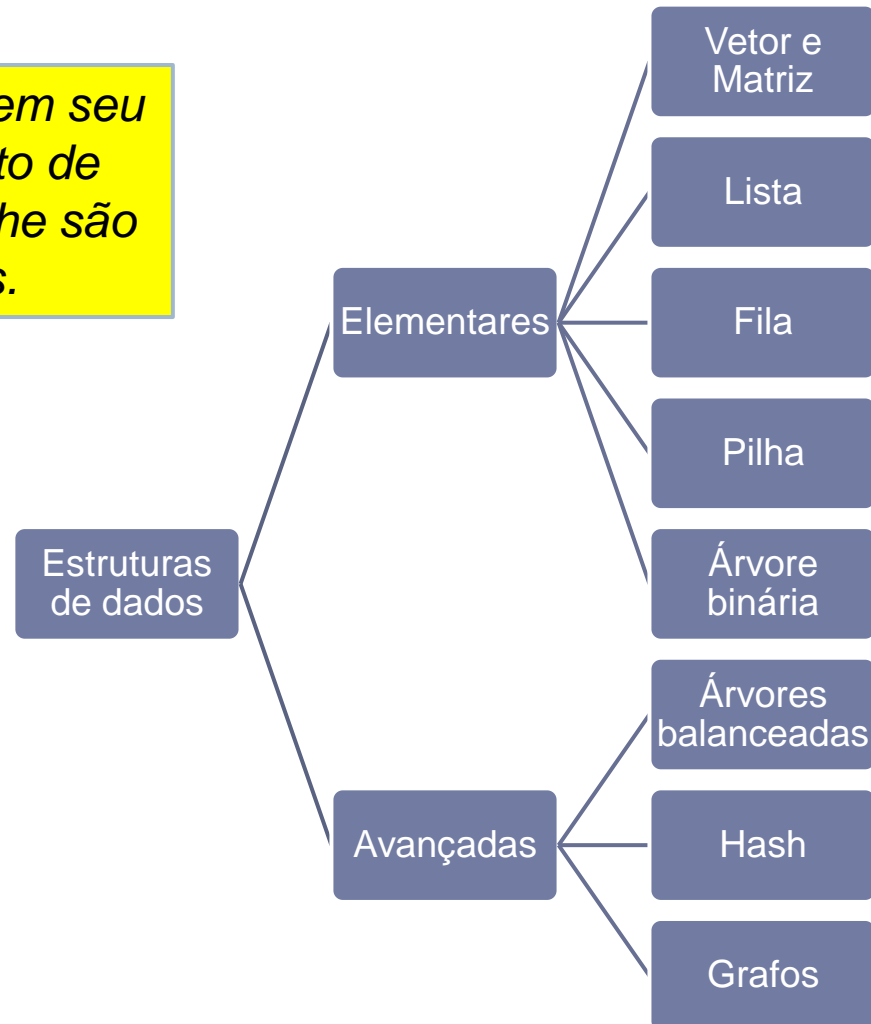 em seu
to de
he são
s.
Vetor e
Matriz
Lista
Elementares
Fila
Pilha
Estruturas
de dados
Árvore
binária
Árvores
balanceadas
Avançadas
Hash
Grafos